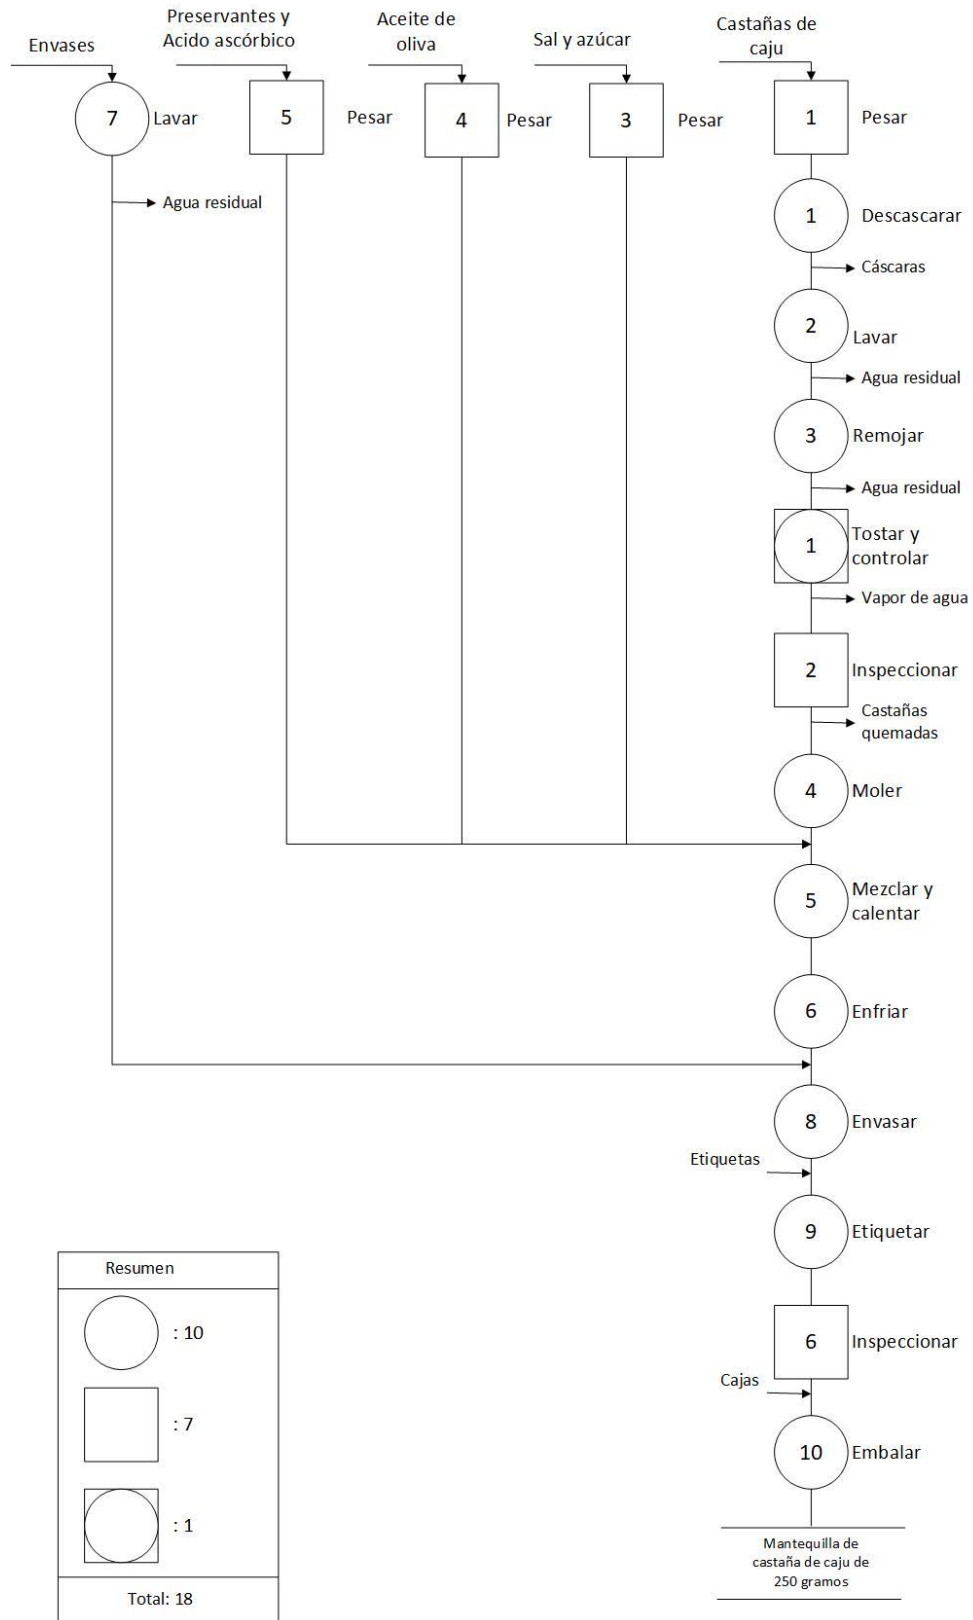 Envases
Preservantes y
Acido ascórbico
Aceite de
oliva
Sal y azúcar
Castañas de
caju
7
Lavar
5
Pesar
4
Pesar
3
Pesar
1
Pesar
Agua residual
1
Descascarar
Cáscaras
2
Lavar
Agua residual
3
Remojar
Agua residual
1
Tostar y
controlar
Vapor de agua
2
Inspeccionar
Castañas
quemadas
4
Moler
5
Mezclar y
calentar
6
Enfriar
8
Envasar
Etiquetas
9
Etiquetar
6
Inspeccionar
Cajas
10
Embalar
Mantequilla de
castaña de caju de
250 gramos
Resumen
: 10
: 7
: 1
Total: 18